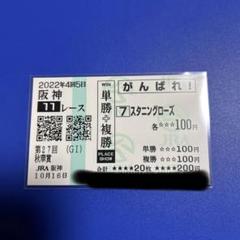 2022年4回5日
阪神
11レース
第27回 (GI)
秋華賞
JRA 阪神
10月16日
WIN
単勝+複勝
PLACE SHOW
がんばれ!
7 スタニングローズ
各☆☆☆100円
単勝☆☆☆100円
複勝☆☆☆100円
合計 ☆☆☆☆20枚 ☆☆☆☆200円